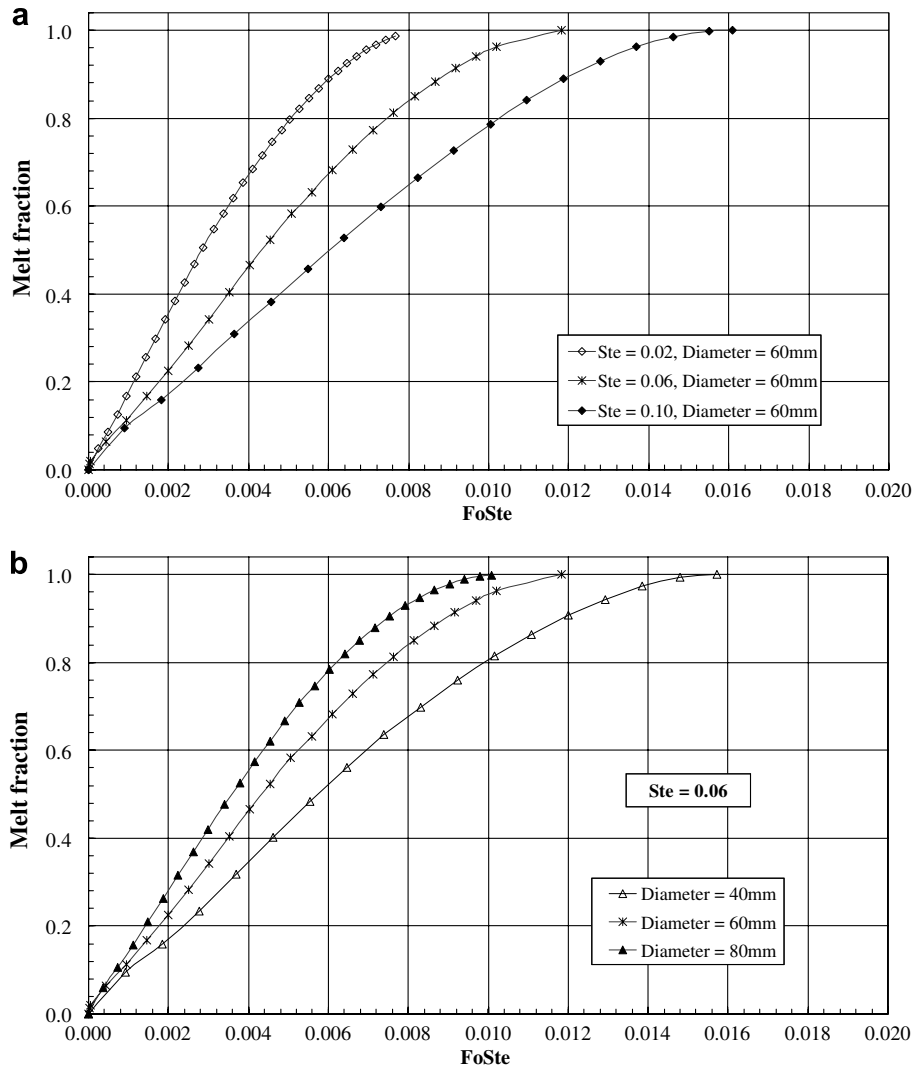 a
1.0
0.8
0.6
0.4
0.2
0.0
Melt fraction
Ste = 0.02, Diameter = 60mm
Ste = 0.06, Diameter = 60mm
Ste = 0.10, Diameter = 60mm
0.000 0.002 0.004 0.006 0.008 0.010 0.012 0.014 0.016 0.018 0.020
FoSte
b
1.0
0.8
0.6
0.4
0.2
0.0
Melt fraction
Ste = 0.06
Diameter = 40mm
Diameter = 60mm
Diameter = 80mm
0.000 0.002 0.004 0.006 0.008 0.010 0.012 0.014 0.016 0.018 0.020
FoSte